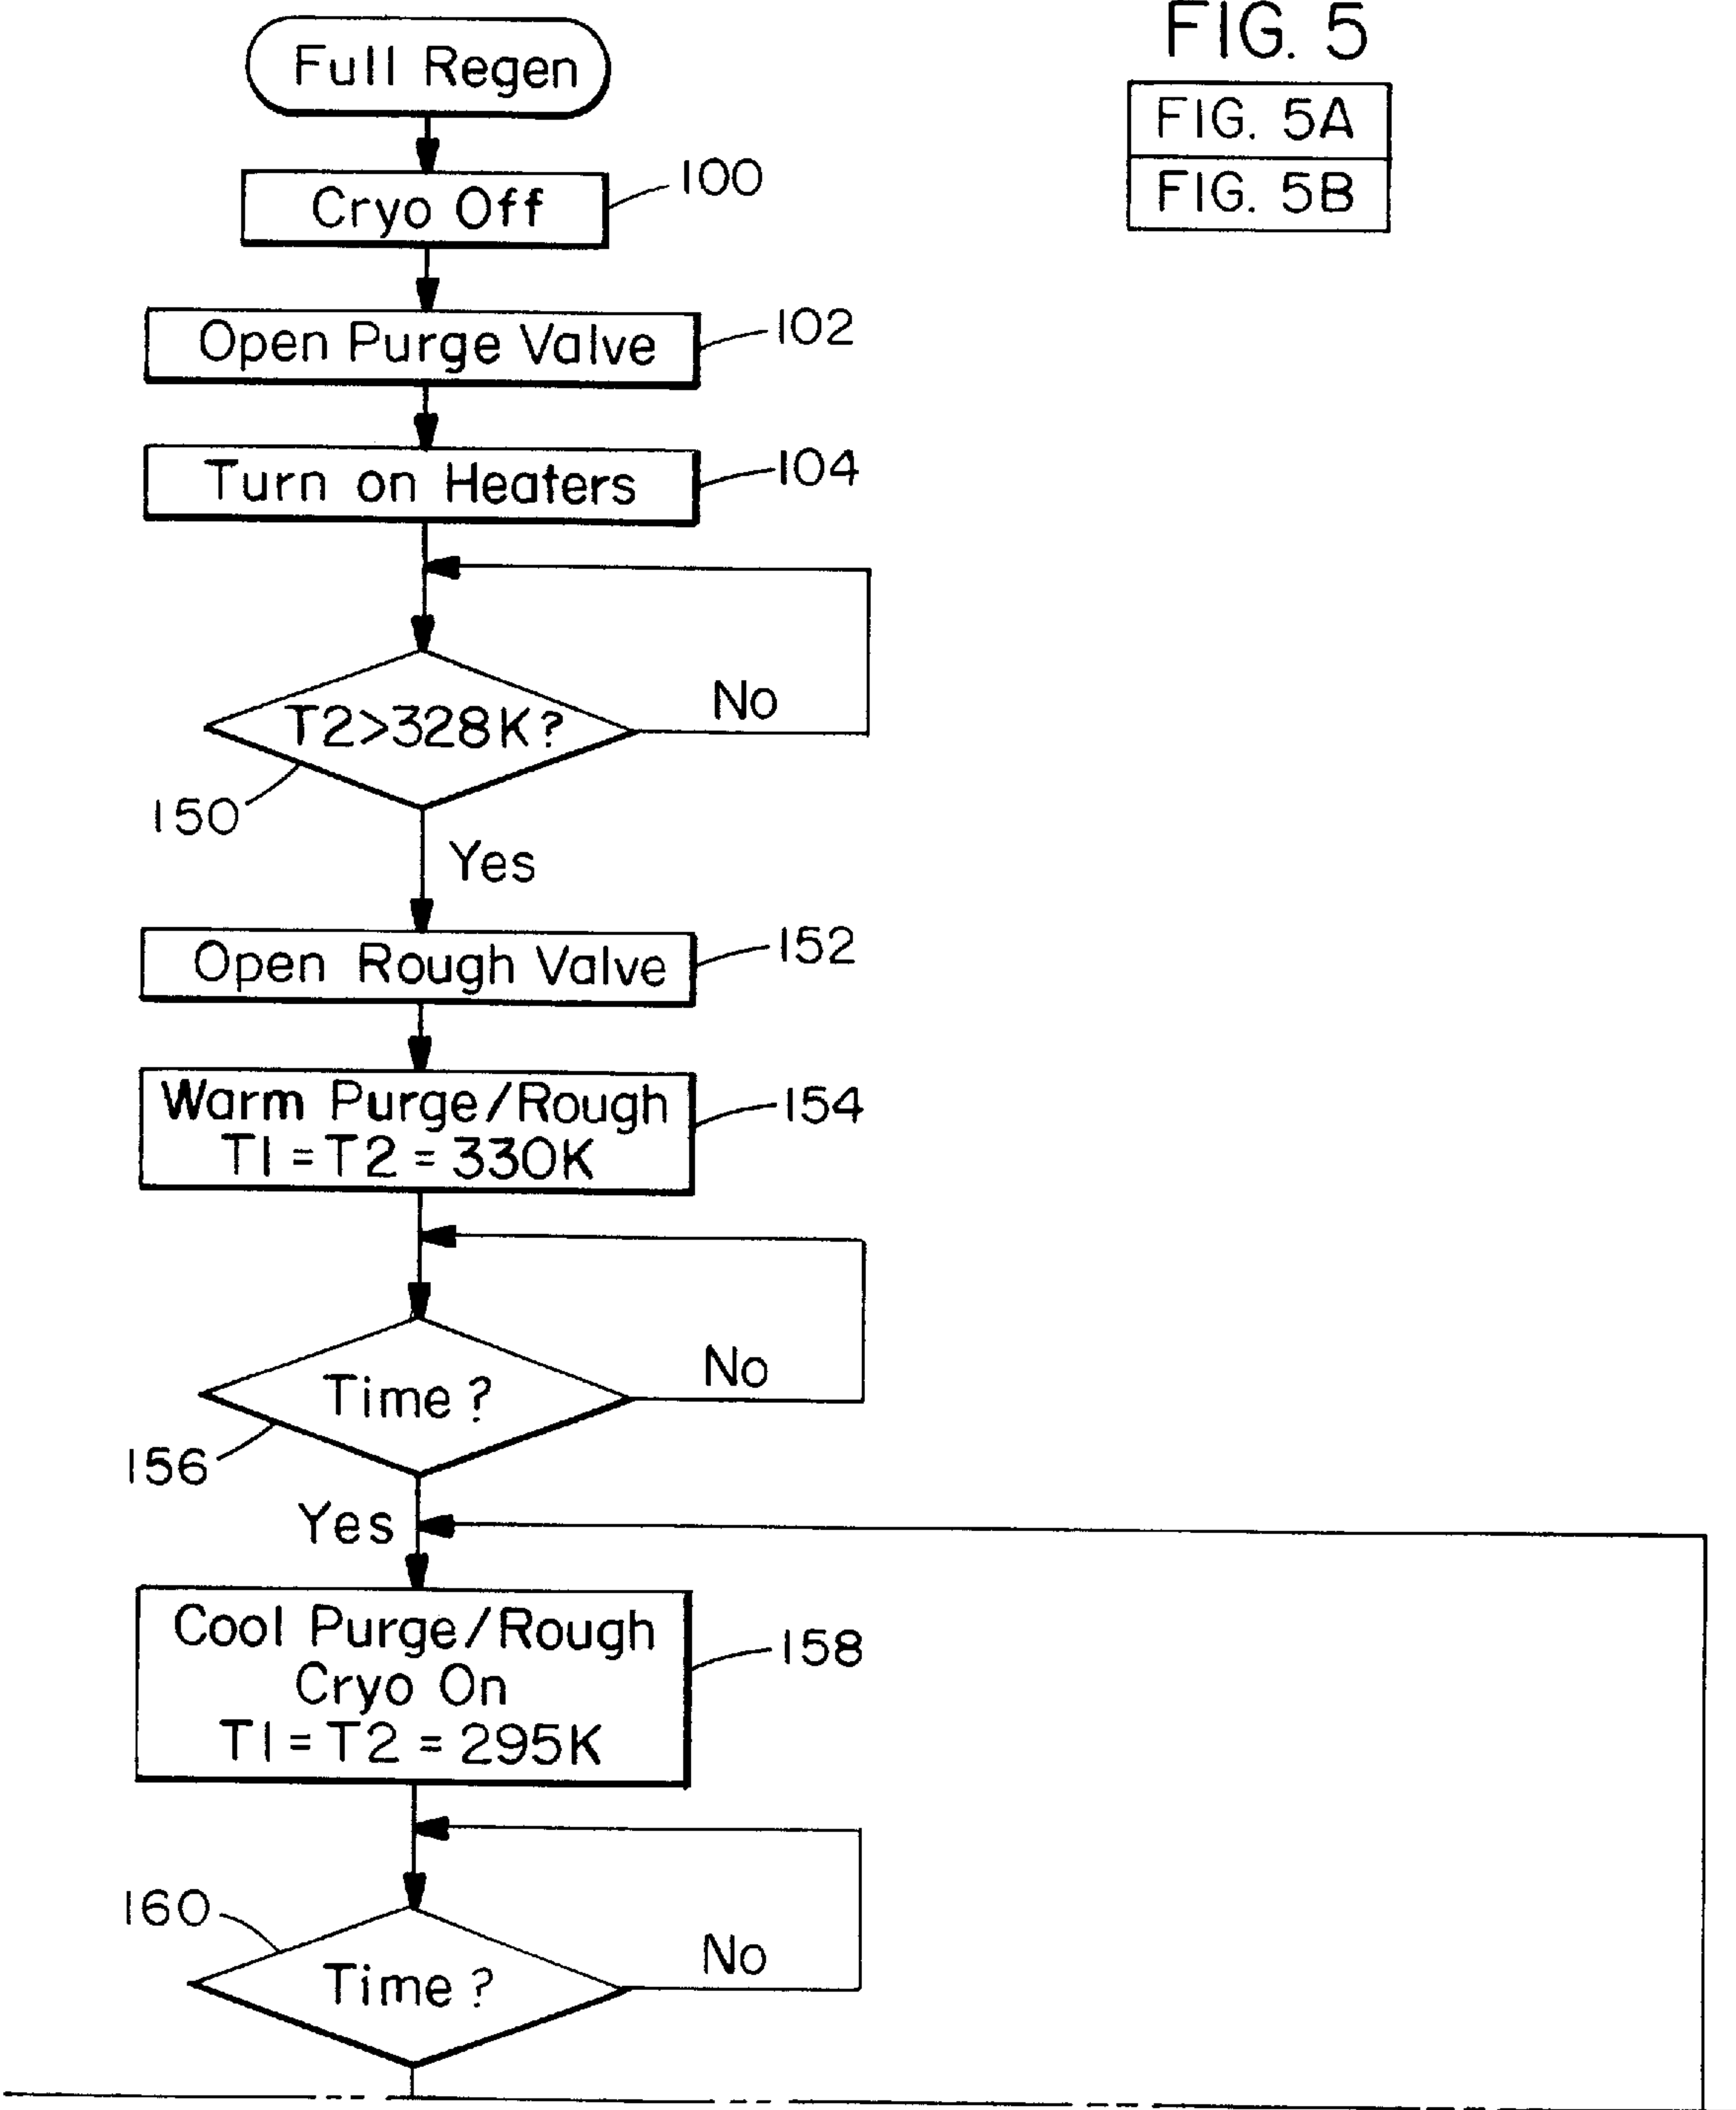 FIG. 5
FIG. 5A
FIG. 5B
Full Regen
Cryo Off
100
Open Purge Valve
102
Turn on Heaters
104
T2>328K?
No
150
Yes
Open Rough Valve
152
Warm Purge/Rough
T1=T2=330K
154
Time?
No
156
Yes
Cool Purge/Rough
Cryo On
T1=T2=295K
158
160
Time?
No